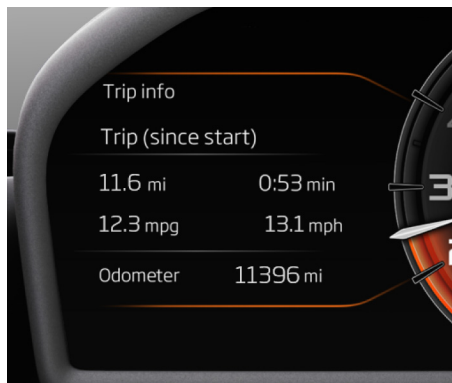 Trip info
Trip (since start)
11.6 mi 0:53 min
12.3 mpg 13.1 mph
Odometer 11396 mi
3